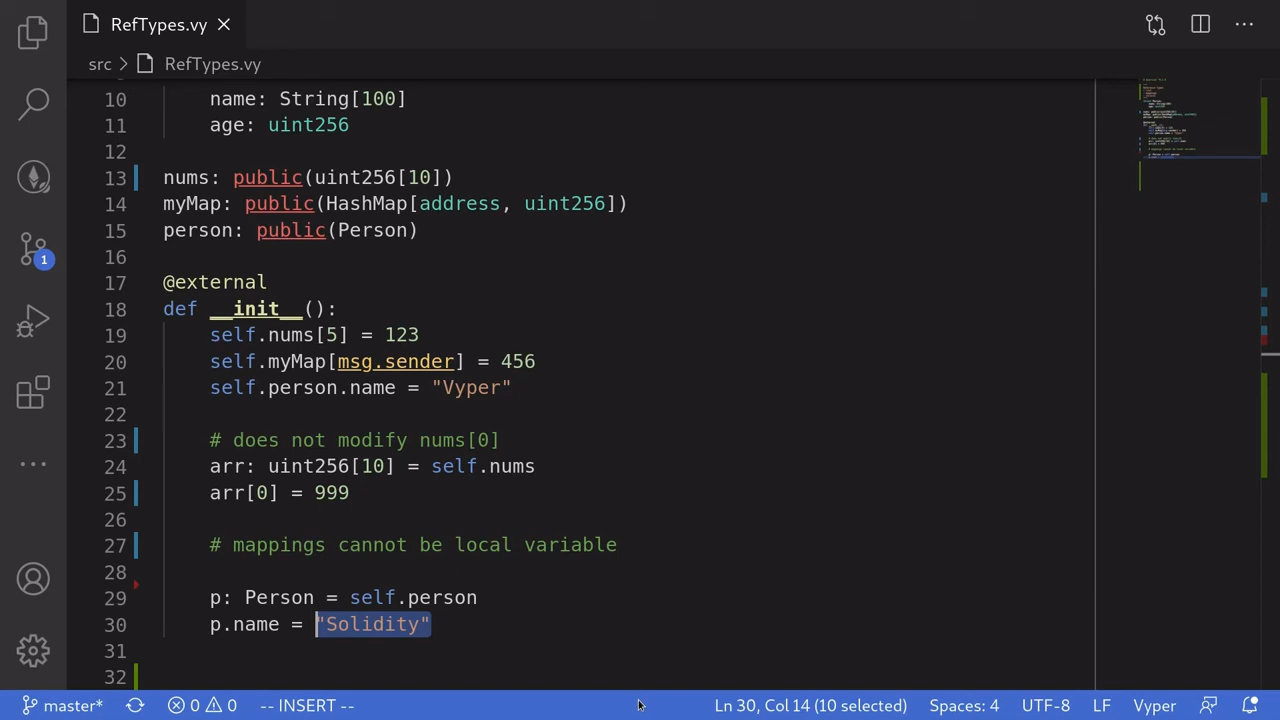 RefTypes.vy
src > RefTypes.vy
10 name: String[100]
11 age: uint256
12
13 nums: public(uint256[10])
14 myMap: public(HashMap[address, uint256])
15 person: public(Person)
16
17 @external
18 def __init__():
19 self.nums[5] = 123
20 self.myMap[msg.sender] = 456
21 self.person.name = "Vyper"
22
23 # does not modify nums[0]
24 arr: uint256[10] = self.nums
25 arr[0] = 999
26
27 # mappings cannot be local variable
28
29 p: Person = self.person
30 p.name = "Solidity"
31
32
1
master* 0 0 -- INSERT -- Ln 30, Col 14 (10 selected) Spaces: 4 UTF-8 LF Vyper